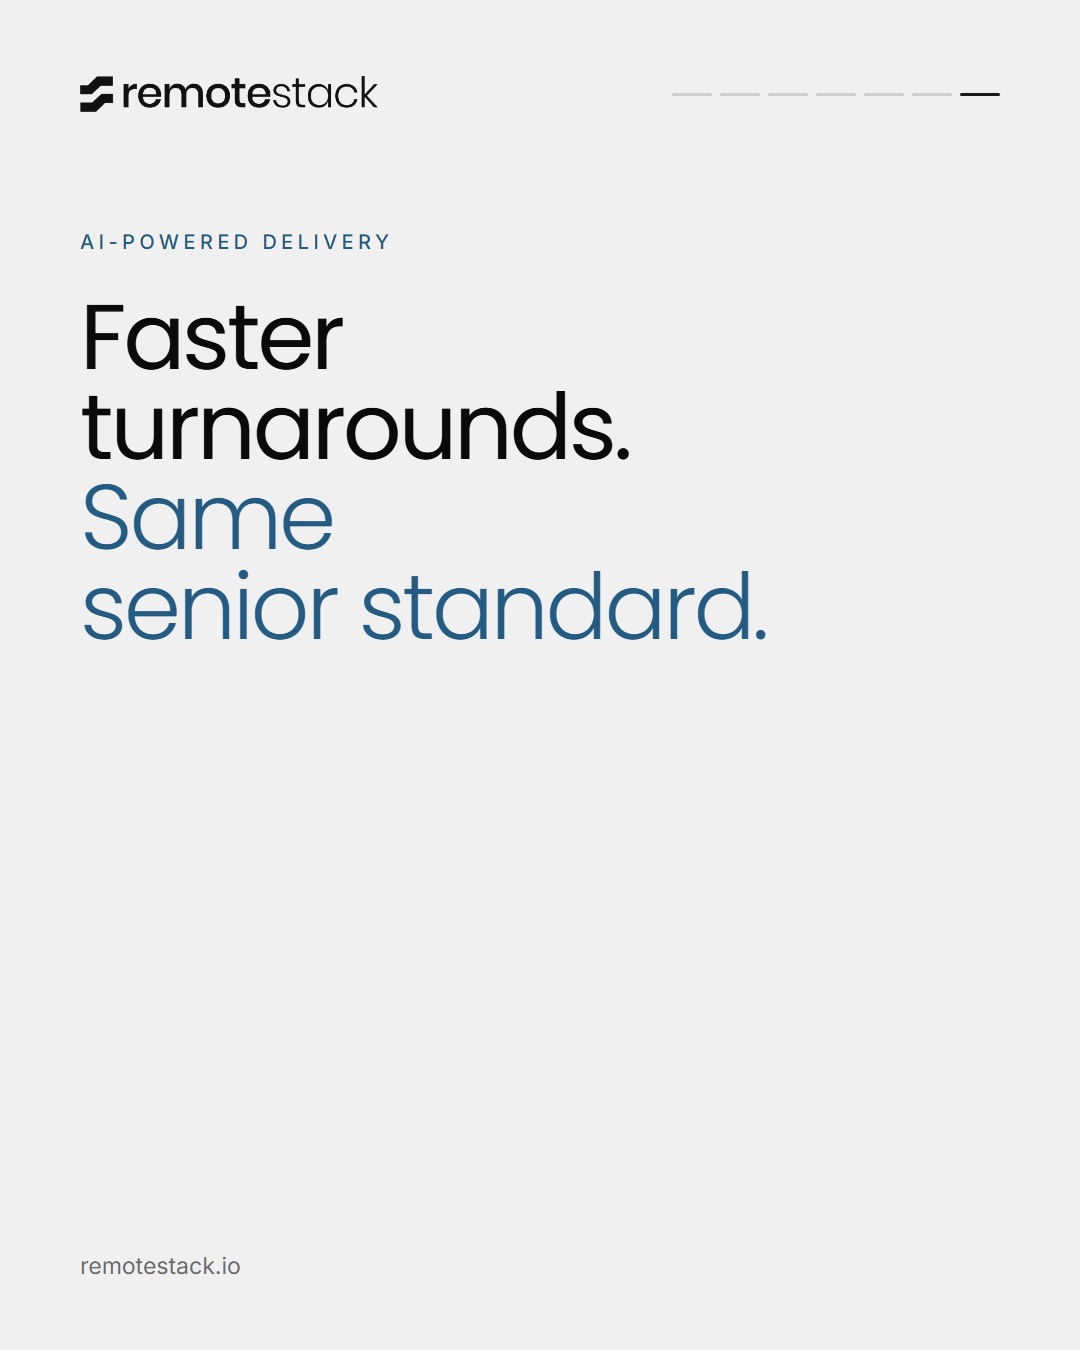 remotestack
AI-POWERED DELIVERY
Faster
turnarounds.
Same
senior standard.
remotestack.io